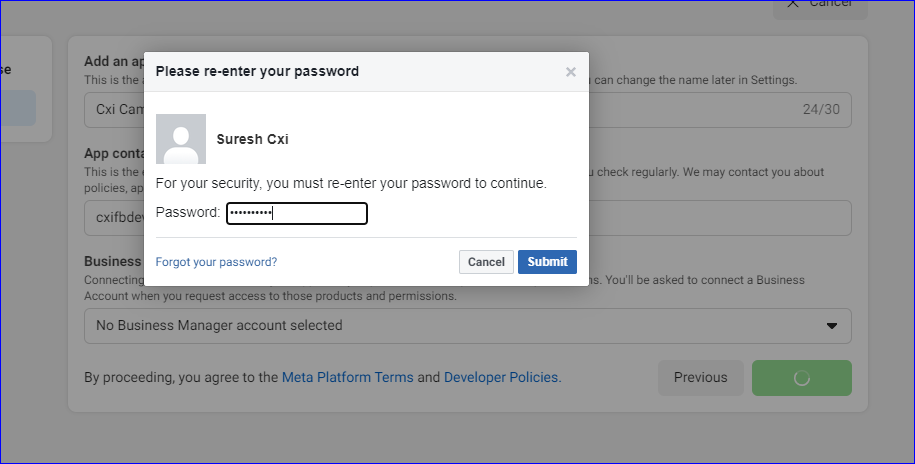 Cancel
se
Add an ap
This is the
can change the name later in Settings.
Cxi Cam
24/30
App conta
This is the
check regularly. We may contact you about
policies, ap
cxifbdev
Business
Connecting
ns. You'll be asked to connect a Business
Account when you request access to those products and permissions.
No Business Manager account selected
By proceeding, you agree to the Meta Platform Terms and Developer Policies.
Previous
Please re-enter your password
×
Suresh Cxi
For your security, you must re-enter your password to continue.
Password: ••••••••••
Forgot your password?
Cancel
Submit